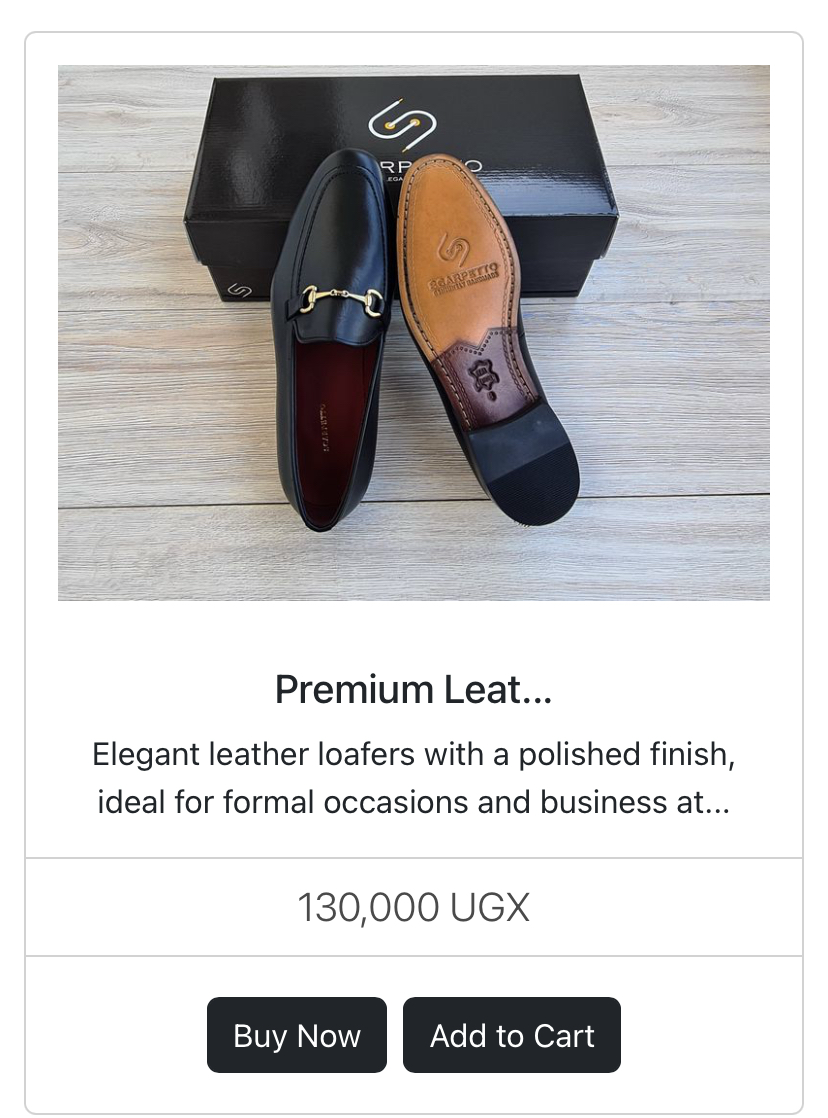 SCARPETTO
Premium Leat...
Elegant leather loafers with a polished finish,
ideal for formal occasions and business at...
130,000 UGX
Buy Now
Add to Cart